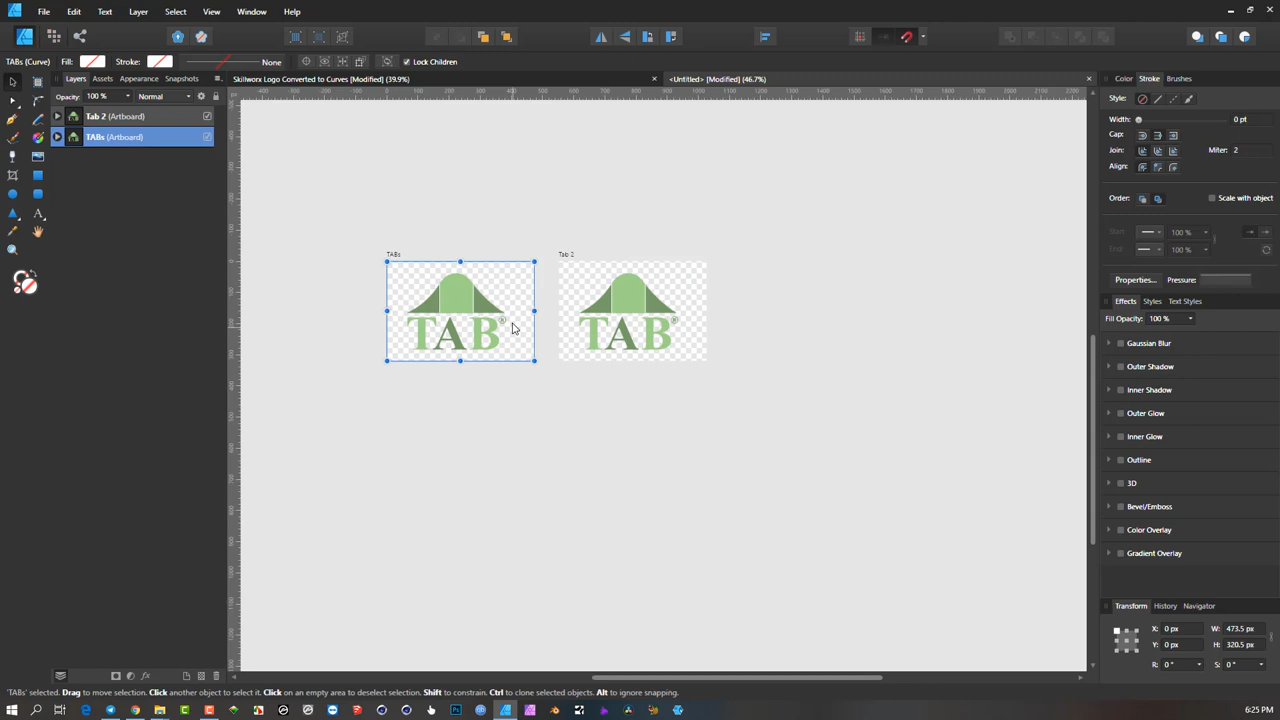 File Edit Text Layer Select View Window Help
TABs (Curve) Fill: Stroke: None Lock Children
Layers Assets Appearance Snapshots
Skillworx Logo Converted to Curves [Modified] (39.9%)
<Untitled> [Modified] (46.7%)
Color Stroke Brushes
Opacity: 100 % Normal
Style:
Tab 2 (Artboard)
Width: 0 pt
TABs (Artboard)
Cap:
Join: Miter: 2
Align:
Order: Scale with object
Start: 100 %
End: 100 %
Properties... Pressure:
Effects Styles Text Styles
Fill Opacity: 100 %
Gaussian Blur
Outer Shadow
Inner Shadow
Outer Glow
Inner Glow
Outline
3D
Bevel/Emboss
Color Overlay
Gradient Overlay
TABs
Tab 2
TAB®
TAB®
Transform History Navigator
X: 0 px W: 473.5 px
Y: 0 px H: 320.5 px
R: 0 ° S: 0 °
'TABs' selected. Drag to move selection. Click another object to select it. Click on an empty area to deselect selection. Shift to constrain. Ctrl to clone selected objects. Alt to ignore snapping.
6:25 PM